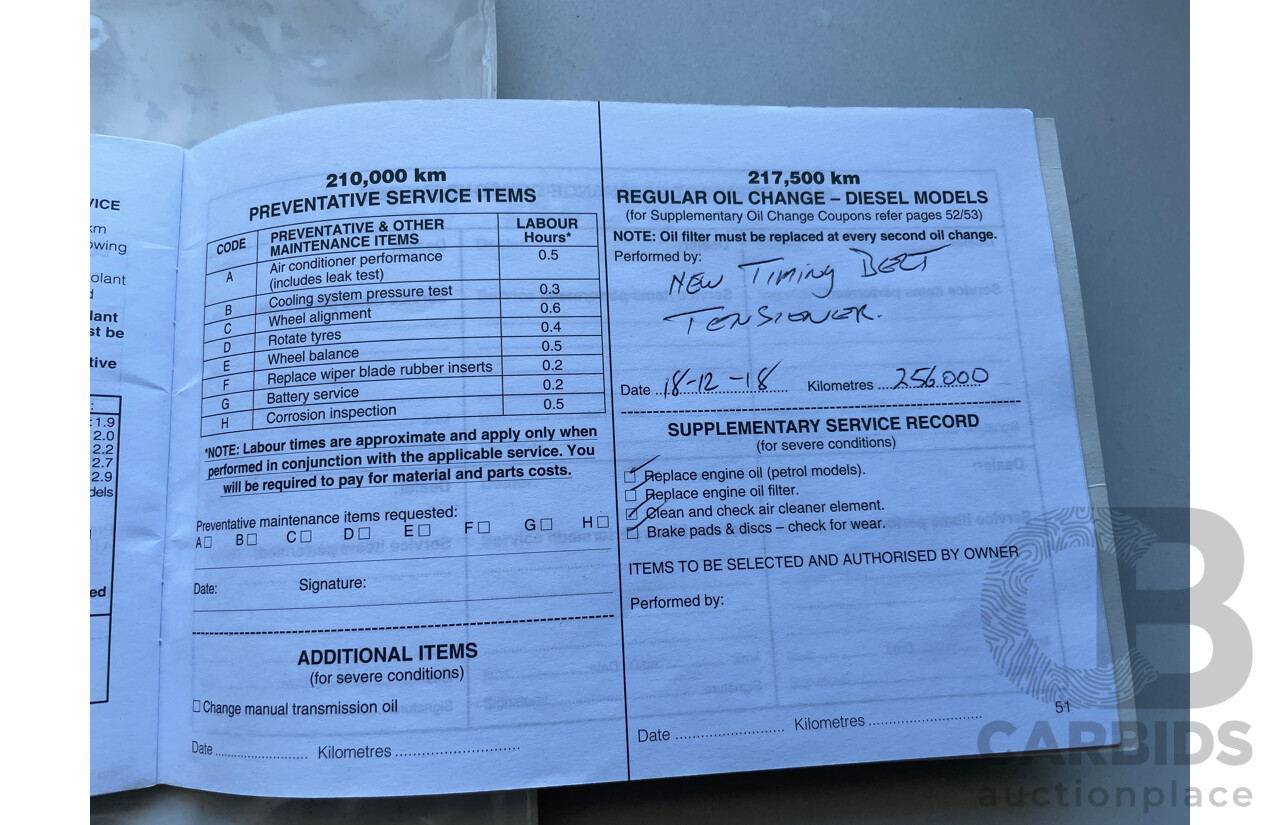 VICE
km
owing
olant
lant
st be
tive
:
1.9
2.0
2.2
2.7
2.9
dels
ed
210,000 km
PREVENTATIVE SERVICE ITEMS
CODE PREVENTATIVE & OTHER MAINTENANCE ITEMS LABOUR Hours*
A Air conditioner performance (includes leak test) 0.5
B Cooling system pressure test 0.3
C Wheel alignment 0.6
D Rotate tyres 0.4
E Wheel balance 0.5
F Replace wiper blade rubber inserts 0.2
G Battery service 0.2
H Corrosion inspection 0.5
*NOTE: Labour times are approximate and apply only when
performed in conjunction with the applicable service. You
will be required to pay for material and parts costs.
Preventative maintenance items requested:
A□ B□ C□ D□ E□ F□ G□ H□
Date: Signature:
ADDITIONAL ITEMS
(for severe conditions)
□ Change manual transmission oil
Date ........................ Kilometres ................................
217,500 km
REGULAR OIL CHANGE – DIESEL MODELS
(for Supplementary Oil Change Coupons refer pages 52/53)
NOTE: Oil filter must be replaced at every second oil change.
Performed by:
NEW TIMING BELT
TENSIONER.
Date 18-12-18 Kilometres 256000
SUPPLEMENTARY SERVICE RECORD
(for severe conditions)
Replace engine oil (petrol models).
Replace engine oil filter.
Clean and check air cleaner element.
Brake pads & discs – check for wear.
ITEMS TO BE SELECTED AND AUTHORISED BY OWNER
Performed by:
Date ........................... Kilometres ............................
51
CB
CARBIDS
auctionplace